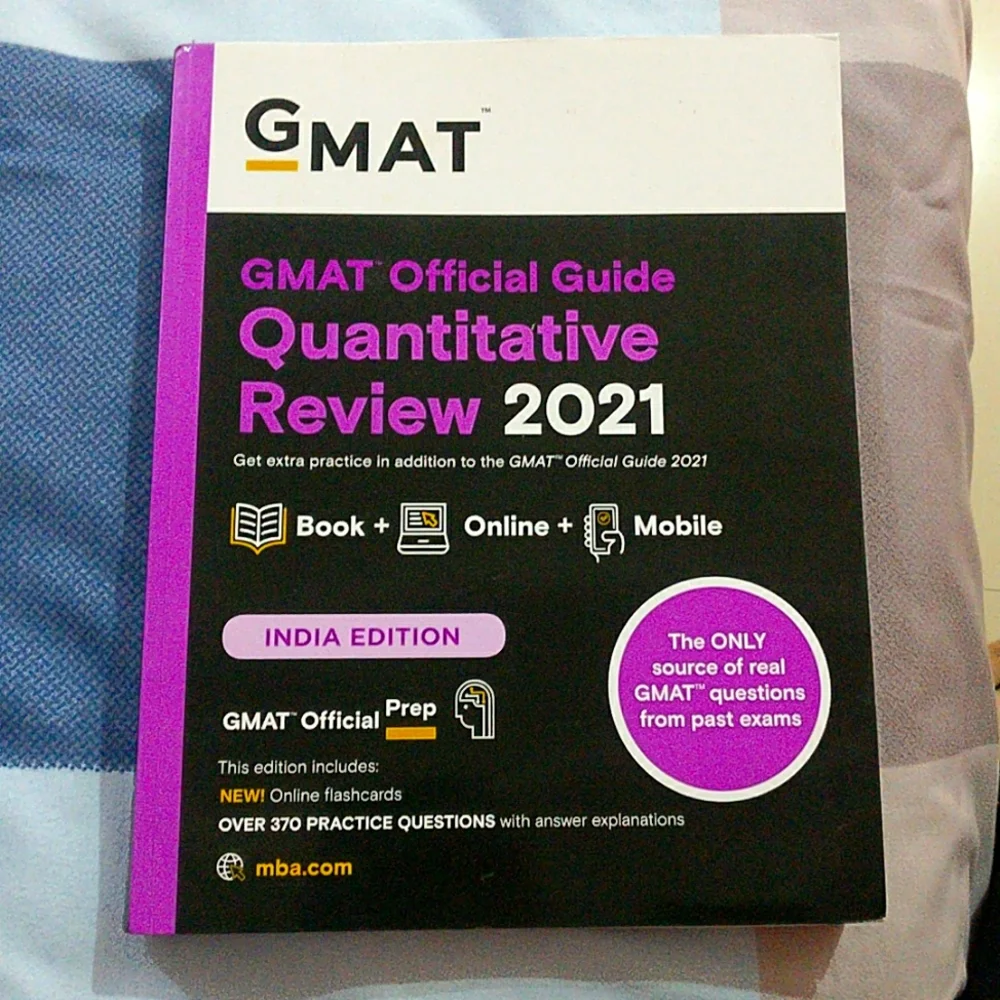 GMAT™
GMAT™ Official Guide
Quantitative
Review 2021
Get extra practice in addition to the GMAT™ Official Guide 2021
Book + Online + Mobile
INDIA EDITION
The ONLY
source of real
GMAT™ questions
from past exams
GMAT™ Official Prep
This edition includes:
NEW! Online flashcards
OVER 370 PRACTICE QUESTIONS with answer explanations
mba.com